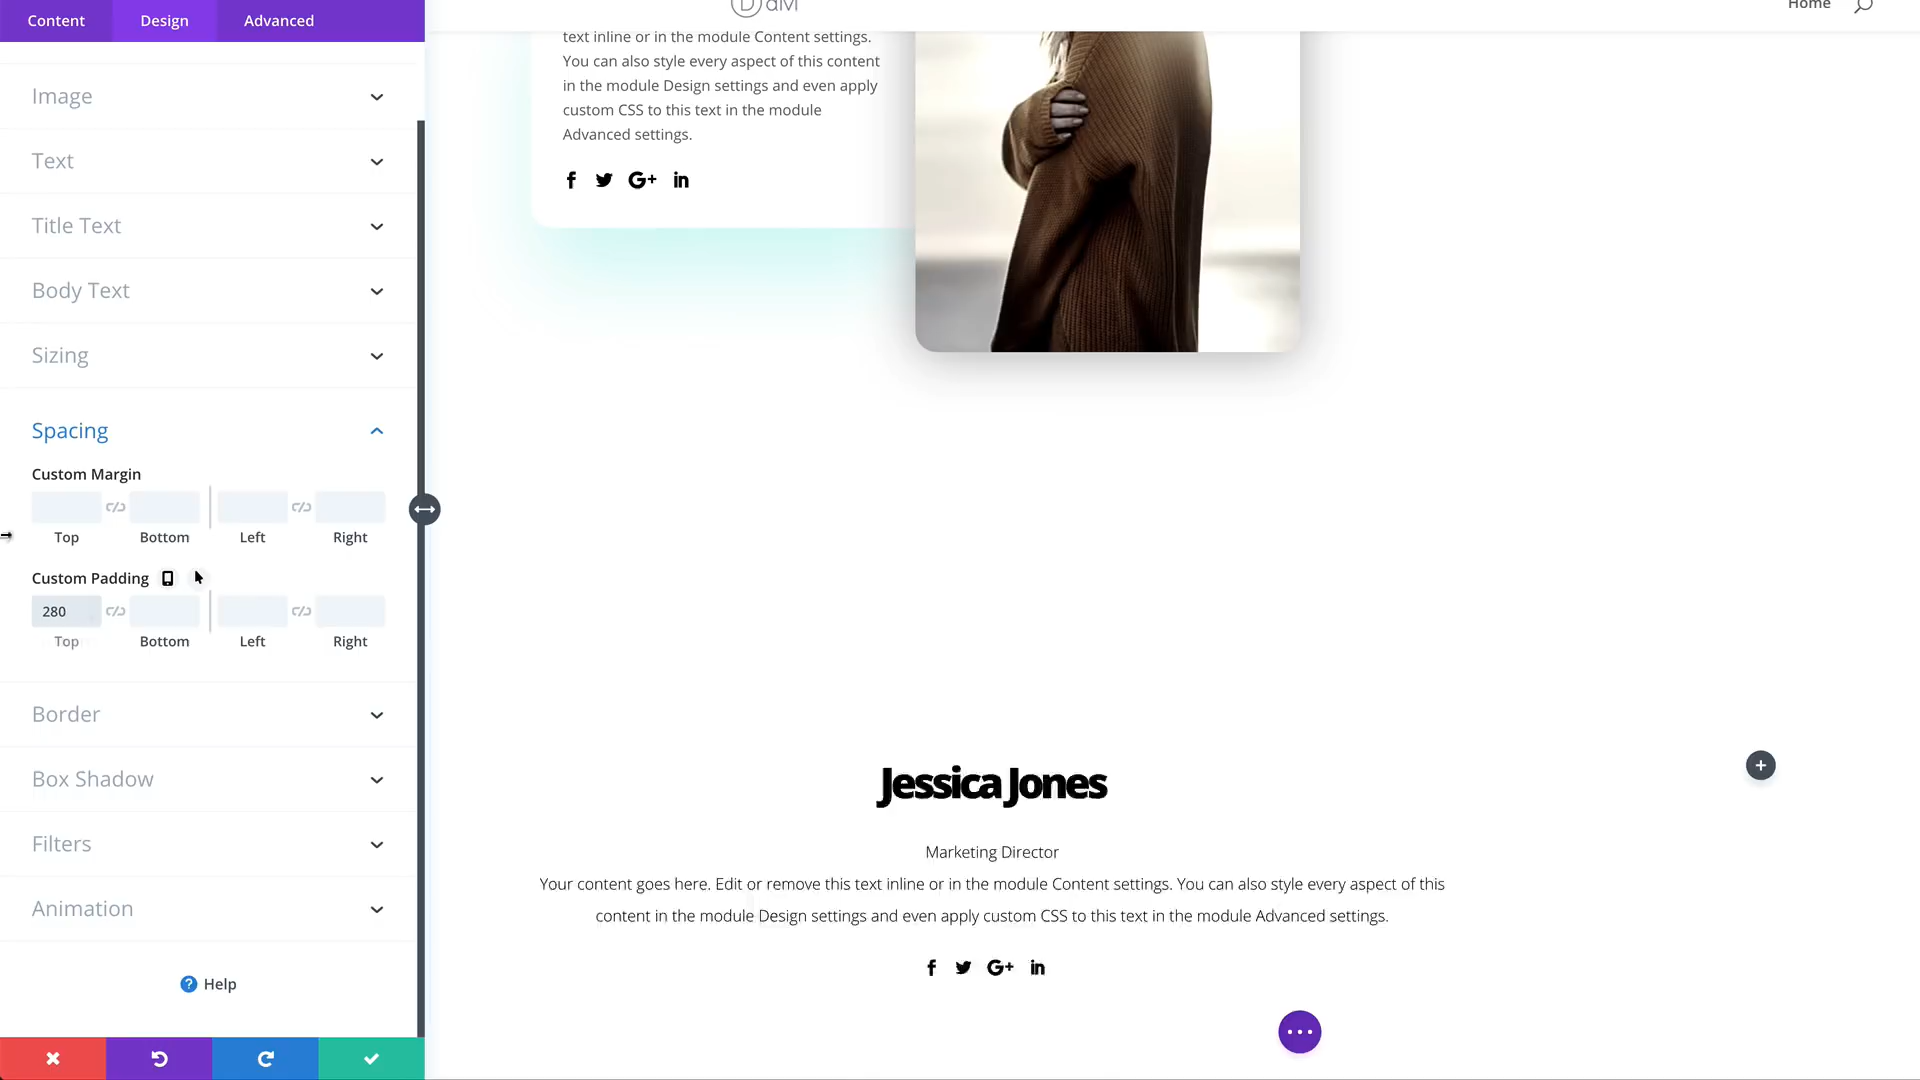 Content
Design
Advanced
Image
Text
Title Text
Body Text
Sizing
Spacing
Custom Margin
Top
Bottom
Left
Right
Custom Padding
280
Top
Bottom
Left
Right
Border
Box Shadow
Filters
Animation
? Help
D divi
Home
text inline or in the module Content settings.
You can also style every aspect of this content
in the module Design settings and even apply
custom CSS to this text in the module
Advanced settings.
f G+ in
Jessica Jones
Marketing Director
Your content goes here. Edit or remove this text inline or in the module Content settings. You can also style every aspect of this
content in the module Design settings and even apply custom CSS to this text in the module Advanced settings.
f G+ in